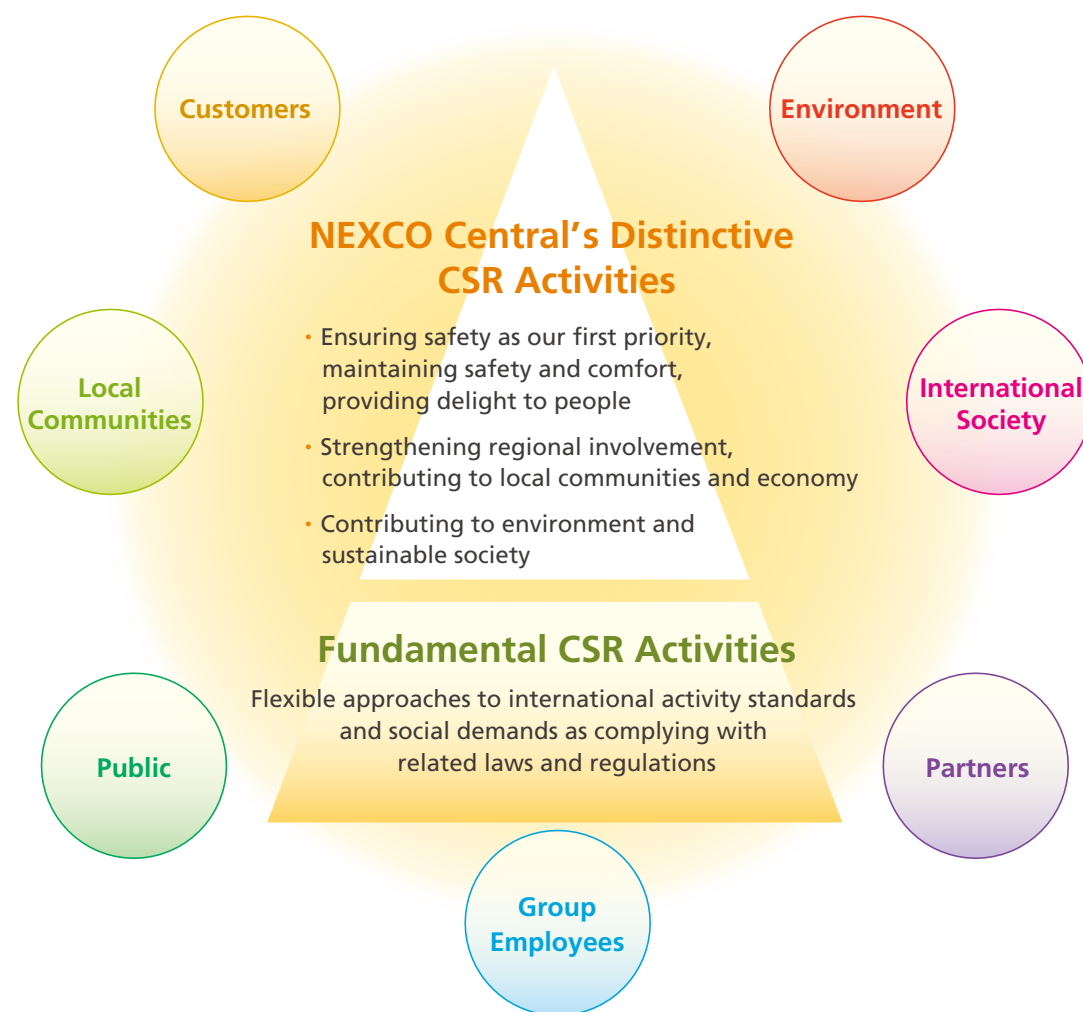 Customers
Environment
NEXCO Central's Distinctive
CSR Activities
・Ensuring safety as our first priority,
maintaining safety and comfort,
providing delight to people
・Strengthening regional involvement,
contributing to local communities and economy
・Contributing to environment and
sustainable society
Local
Communities
International
Society
Fundamental CSR Activities
Flexible approaches to international activity standards
and social demands as complying with
related laws and regulations
Public
Partners
Group
Employees